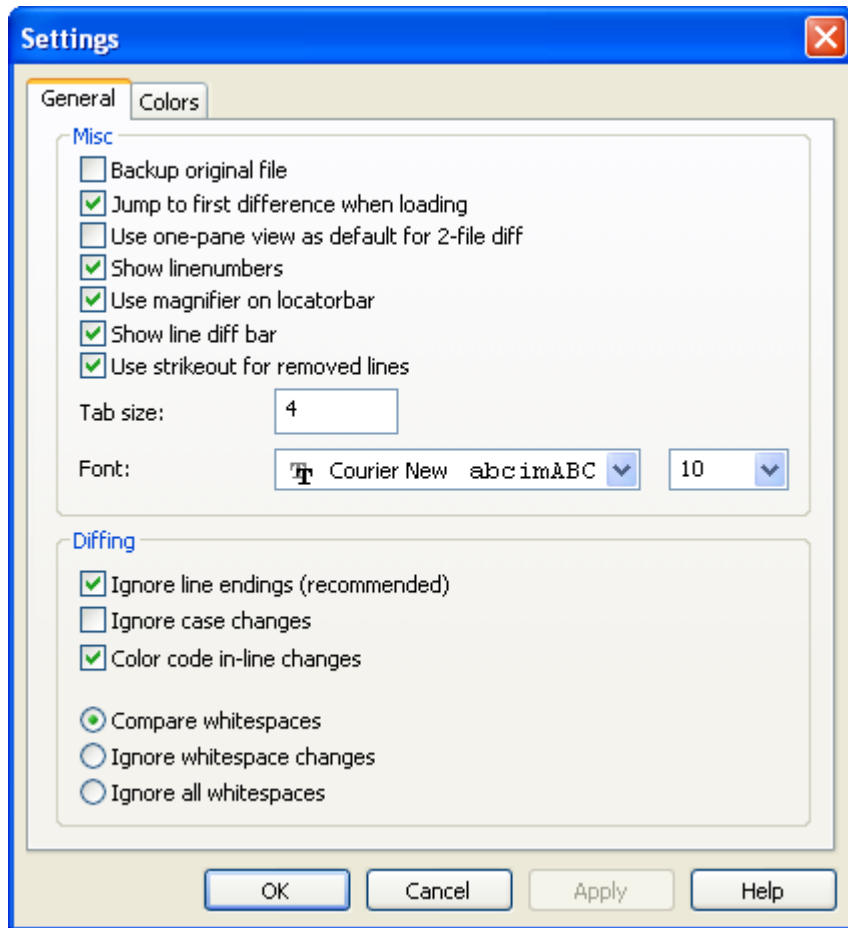 Settings
General Colors
Misc
Backup original file
Jump to first difference when loading
Use one-pane view as default for 2-file diff
Show linenumbers
Use magnifier on locatorbar
Show line diff bar
Use strikeout for removed lines
Tab size: 4
Font: Courier New abcimABC 10
Diffing
Ignore line endings (recommended)
Ignore case changes
Color code in-line changes
Compare whitespaces
Ignore whitespace changes
Ignore all whitespaces
OK Cancel Apply Help